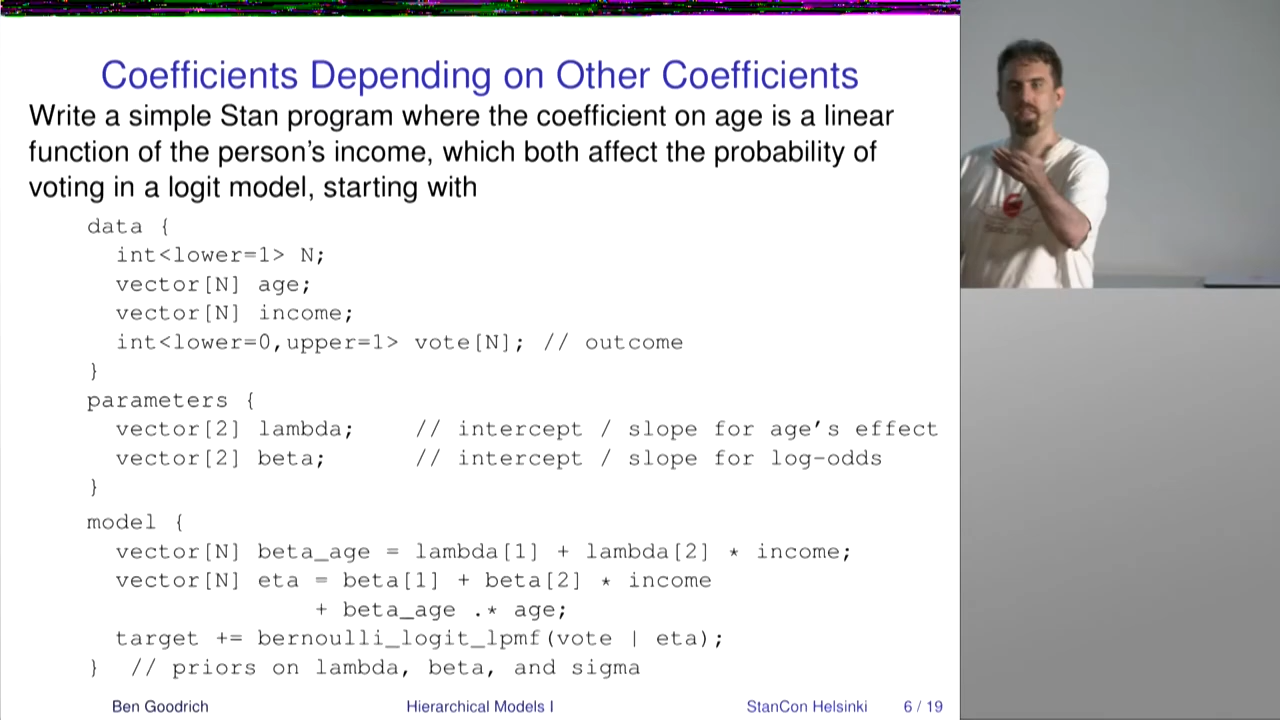 Coefficients Depending on Other Coefficients
Write a simple Stan program where the coefficient on age is a linear
function of the person's income, which both affect the probability of
voting in a logit model, starting with
data {
int<lower=1> N;
vector[N] age;
vector[N] income;
int<lower=0,upper=1> vote[N]; // outcome
}
parameters {
vector[2] lambda; // intercept / slope for age's effect
vector[2] beta; // intercept / slope for log-odds
}
model {
vector[N] beta_age = lambda[1] + lambda[2] * income;
vector[N] eta = beta[1] + beta[2] * income
+ beta_age .* age;
target += bernoulli_logit_lpmf(vote | eta);
} // priors on lambda, beta, and sigma
Ben Goodrich Hierarchical Models I StanCon Helsinki 6 / 19